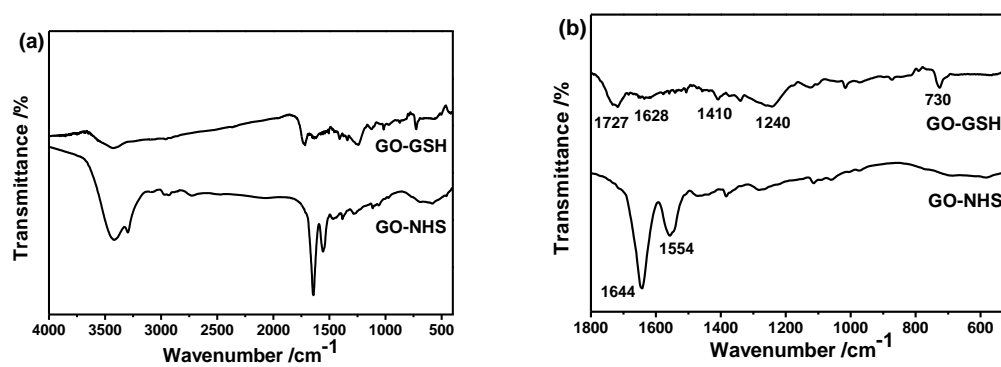 (a)
Transmittance /%
GO-GSH
GO-NHS
4000 3500 3000 2500 2000 1500 1000 500
Wavenumber /cm-1
(b)
Transmittance /%
1727 1628 1410 1240 730
GO-GSH
GO-NHS
1554
1644
1800 1600 1400 1200 1000 800 600
Wavenumber /cm-1